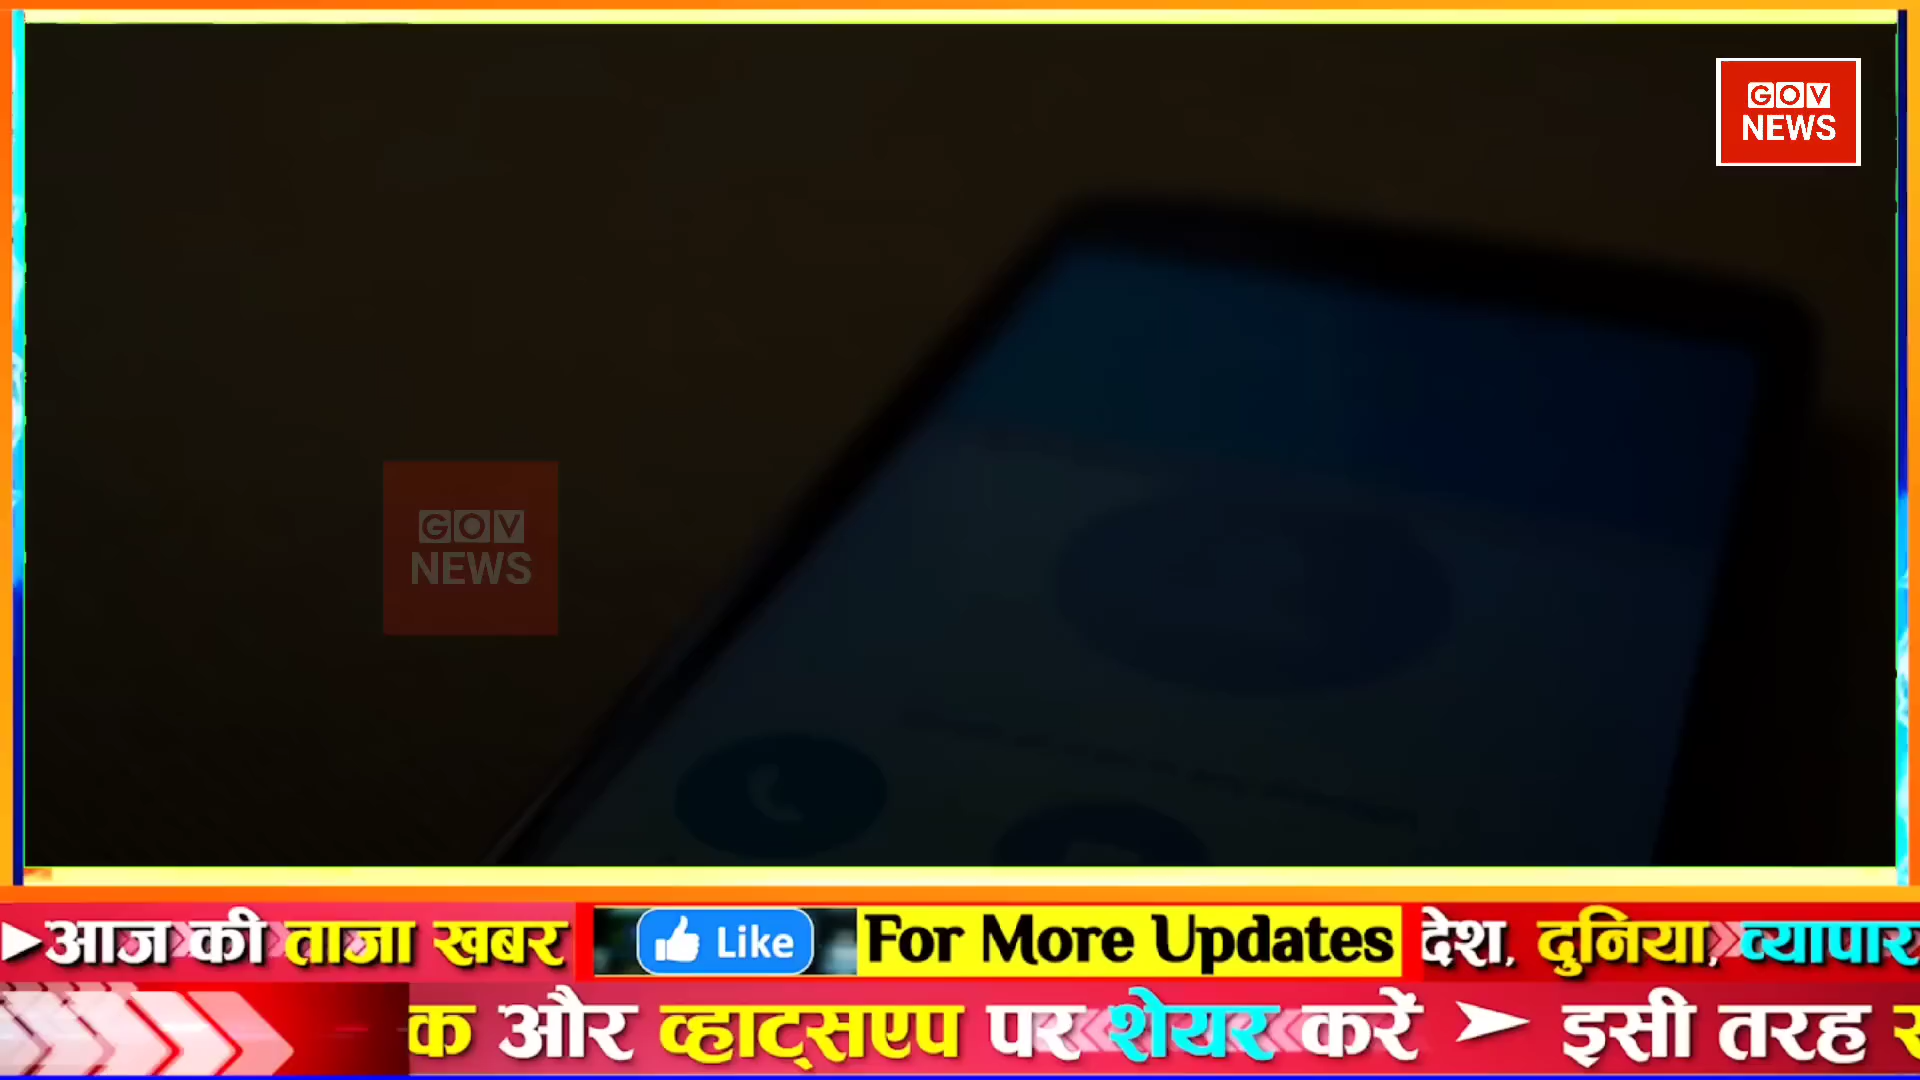 GOV
NEWS
GOV
NEWS
आज की ताजा खबर
Like
For More Updates
देश, दुनिया, व्यापार
क और व्हाट्सएप पर शेयर करें ➤ इसी तरह